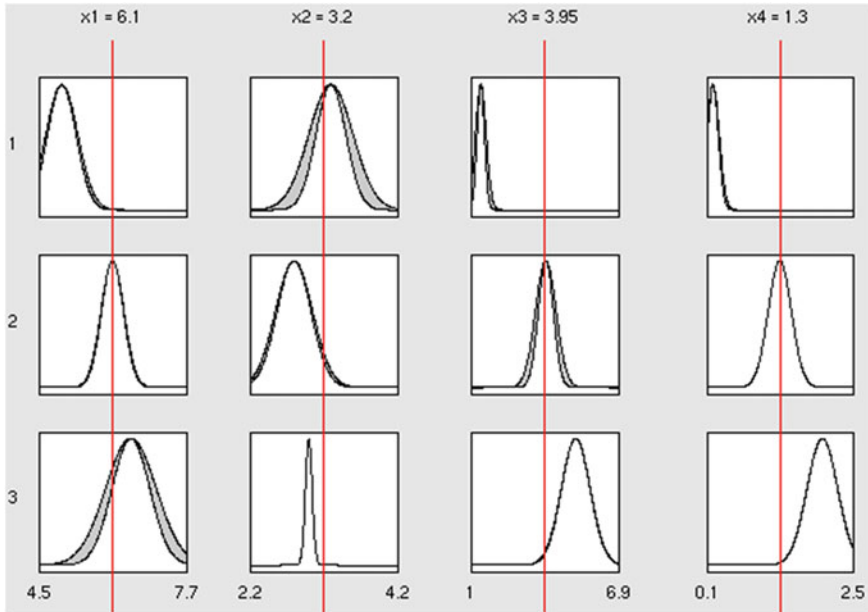 x1 = 6.1 x2 = 3.2 x3 = 3.95 x4 = 1.3
1
2
3
4.5 7.7 2.2 4.2 1 6.9 0.1 2.5